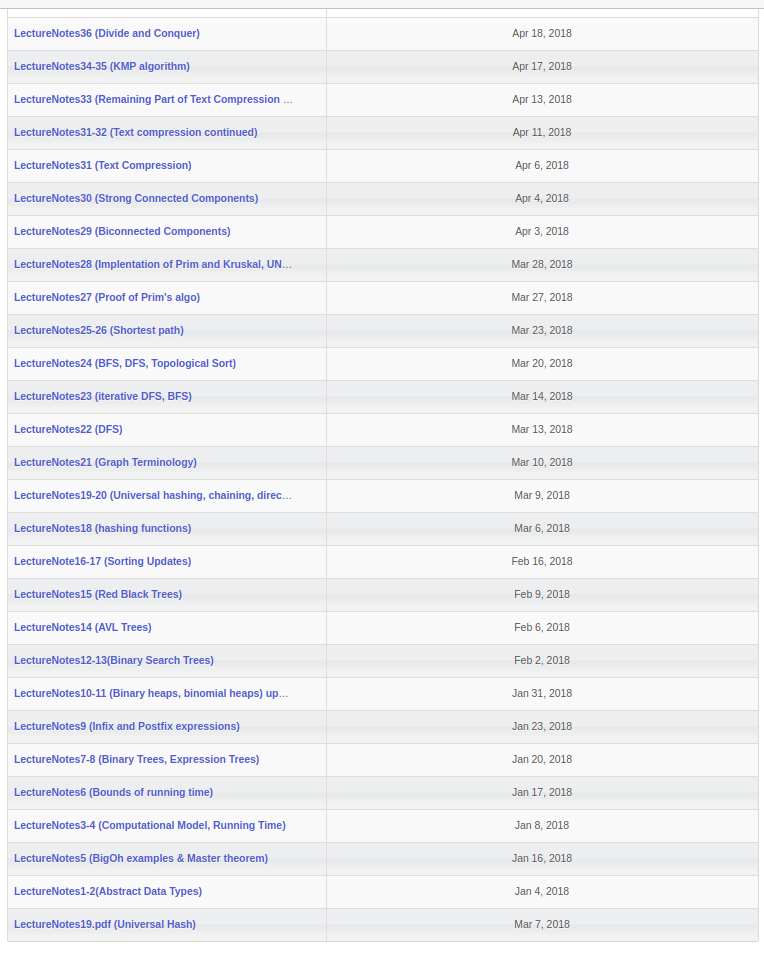 LectureNotes36 (Divide and Conquer) Apr 18, 2018
LectureNotes34-35 (KMP algorithm) Apr 17, 2018
LectureNotes33 (Remaining Part of Text Compression ... Apr 13, 2018
LectureNotes31-32 (Text compression continued) Apr 11, 2018
LectureNotes31 (Text Compression) Apr 6, 2018
LectureNotes30 (Strong Connected Components) Apr 4, 2018
LectureNotes29 (Biconnected Components) Apr 3, 2018
LectureNotes28 (Implentation of Prim and Kruskal, UN... Mar 28, 2018
LectureNotes27 (Proof of Prim's algo) Mar 27, 2018
LectureNotes25-26 (Shortest path) Mar 23, 2018
LectureNotes24 (BFS, DFS, Topological Sort) Mar 20, 2018
LectureNotes23 (iterative DFS, BFS) Mar 14, 2018
LectureNotes22 (DFS) Mar 13, 2018
LectureNotes21 (Graph Terminology) Mar 10, 2018
LectureNotes19-20 (Universal hashing, chaining, direc... Mar 9, 2018
LectureNotes18 (hashing functions) Mar 6, 2018
LectureNote16-17 (Sorting Updates) Feb 16, 2018
LectureNotes15 (Red Black Trees) Feb 9, 2018
LectureNotes14 (AVL Trees) Feb 6, 2018
LectureNotes12-13(Binary Search Trees) Feb 2, 2018
LectureNotes10-11 (Binary heaps, binomial heaps) up... Jan 31, 2018
LectureNotes9 (Infix and Postfix expressions) Jan 23, 2018
LectureNotes7-8 (Binary Trees, Expression Trees) Jan 20, 2018
LectureNotes6 (Bounds of running time) Jan 17, 2018
LectureNotes3-4 (Computational Model, Running Time) Jan 8, 2018
LectureNotes5 (BigOh examples & Master theorem) Jan 16, 2018
LectureNotes1-2(Abstract Data Types) Jan 4, 2018
LectureNotes19.pdf (Universal Hash) Mar 7, 2018